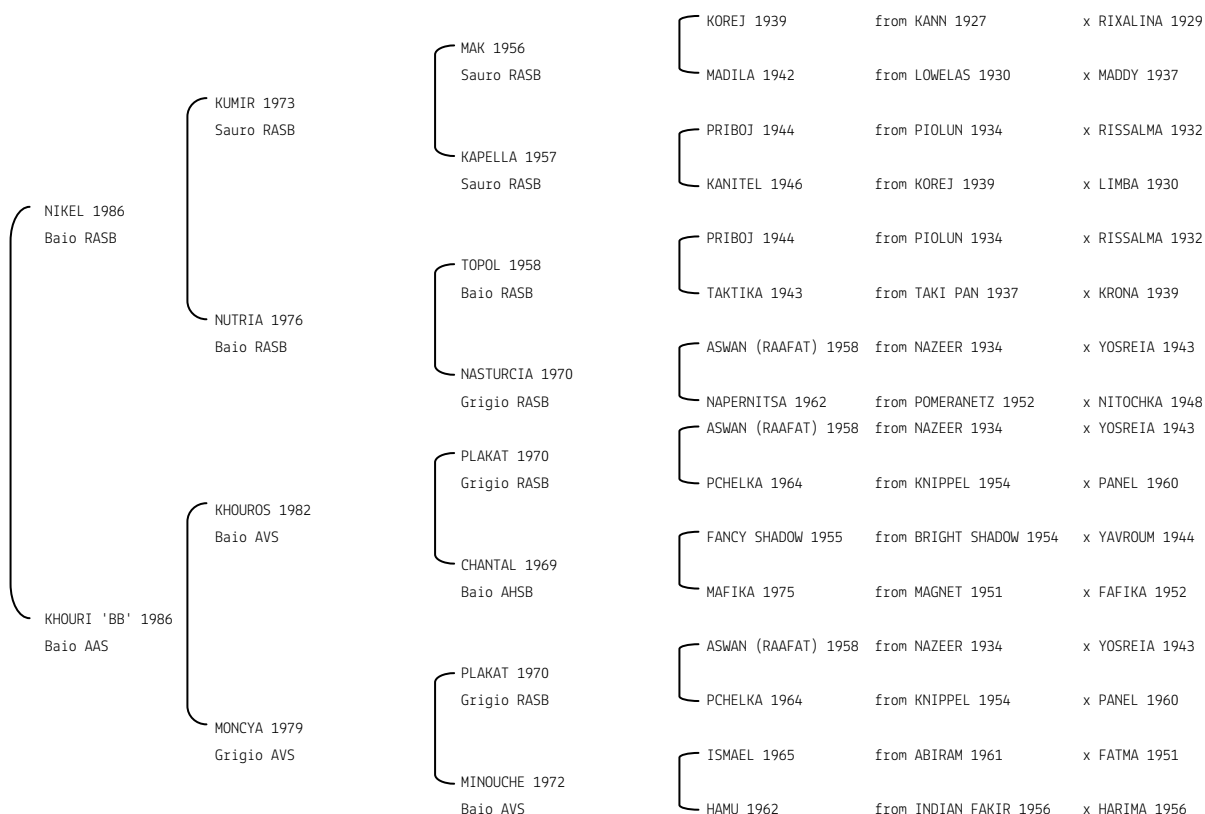 KOREJ 1939 from KANN 1927 x RIXALINA 1929
MAK 1956
Sauro RASB
MADILA 1942 from LOWELAS 1930 x MADDY 1937
KUMIR 1973
Sauro RASB
PRIBOJ 1944 from PIOLUN 1934 x RISSALMA 1932
KAPELLA 1957
Sauro RASB
KANITEL 1946 from KOREJ 1939 x LIMBA 1930
NIKEL 1986
Baio RASB
PRIBOJ 1944 from PIOLUN 1934 x RISSALMA 1932
TOPOL 1958
Baio RASB
TAKTIKA 1943 from TAKI PAN 1937 x KRONA 1939
NUTRIA 1976
Baio RASB
ASWAN (RAAFAT) 1958 from NAZEER 1934 x YOSREIA 1943
NASTURCIA 1970
Grigio RASB
NAPERNITSA 1962 from POMERANETZ 1952 x NITOCHKA 1948
ASWAN (RAAFAT) 1958 from NAZEER 1934 x YOSREIA 1943
PLAKAT 1970
Grigio RASB
PCHELKA 1964 from KNIPPEL 1954 x PANEL 1960
KHOUROS 1982
Baio AVS
FANCY SHADOW 1955 from BRIGHT SHADOW 1954 x YAVROUM 1944
CHANTAL 1969
Baio AHSB
MAFIKA 1975 from MAGNET 1951 x FAFIKA 1952
KHOURI 'BB' 1986
Baio AAS
ASWAN (RAAFAT) 1958 from NAZEER 1934 x YOSREIA 1943
PLAKAT 1970
Grigio RASB
PCHELKA 1964 from KNIPPEL 1954 x PANEL 1960
MONCYA 1979
Grigio AVS
ISMAEL 1965 from ABIRAM 1961 x FATMA 1951
MINOUCHE 1972
Baio AVS
HAMU 1962 from INDIAN FAKIR 1956 x HARIMA 1956